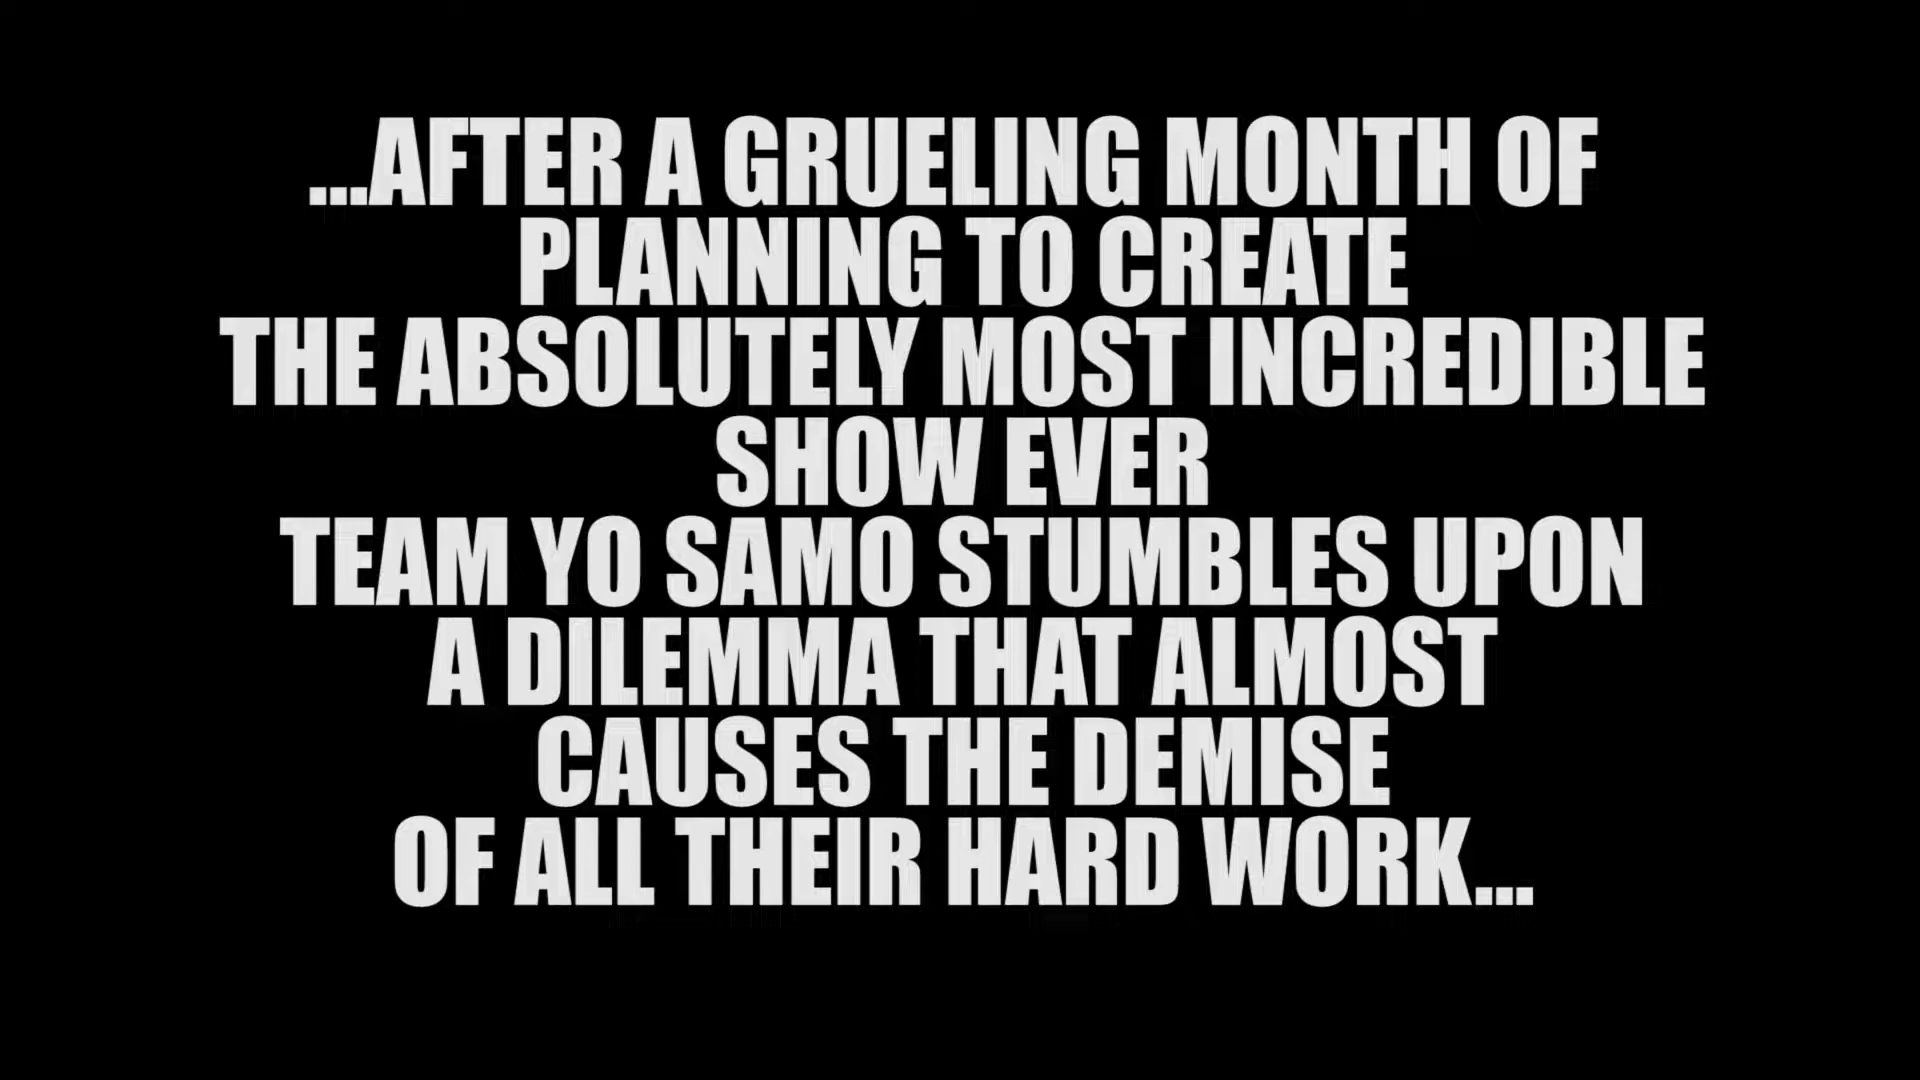 ...AFTER A GRUELING MONTH OF
PLANNING TO CREATE
THE ABSOLUTELY MOST INCREDIBLE
SHOW EVER
TEAM YO SAMO STUMBLES UPON
A DILEMMA THAT ALMOST
CAUSES THE DEMISE
OF ALL THEIR HARD WORK...